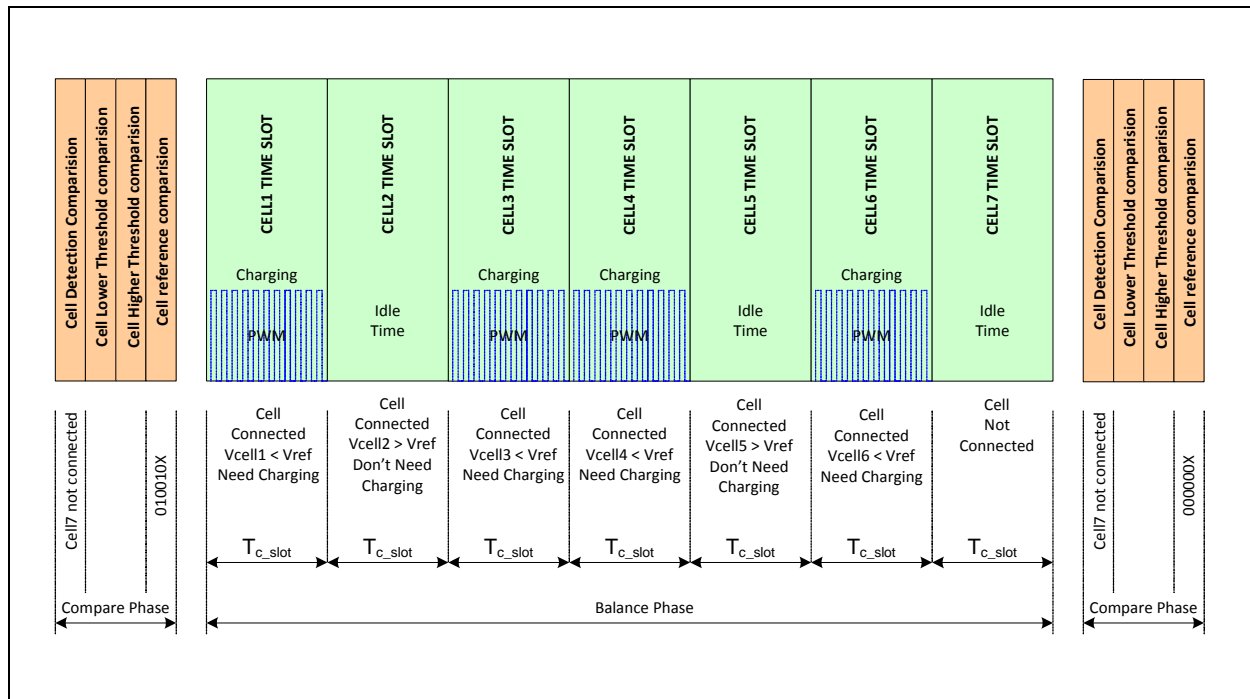 Cell Detection Comparision
Cell Lower Threshold comparision
Cell Higher Threshold comparision
Cell reference comparision
CELL1 TIME SLOT
CELL2 TIME SLOT
CELL3 TIME SLOT
CELL4 TIME SLOT
CELL5 TIME SLOT
CELL6 TIME SLOT
CELL7 TIME SLOT
Cell Detection Comparision
Cell Lower Threshold comparision
Cell Higher Threshold comparision
Cell reference comparision
Charging
PWM
Idle
Time
Charging
PWM
Charging
PWM
Idle
Time
Charging
PWM
Idle
Time
Cell7 not connected
010010X
Cell
Connected
Vcell1 < Vref
Need Charging
Cell
Connected
Vcell2 > Vref
Don't Need
Charging
Cell
Connected
Vcell3 < Vref
Need Charging
Cell
Connected
Vcell4 < Vref
Need Charging
Cell
Connected
Vcell5 > Vref
Don't Need
Charging
Cell
Connected
Vcell6 < Vref
Need Charging
Cell
Not
Connected
Cell7 not connected
000000X
Tc_slot
Tc_slot
Tc_slot
Tc_slot
Tc_slot
Tc_slot
Tc_slot
Compare Phase
Balance Phase
Compare Phase